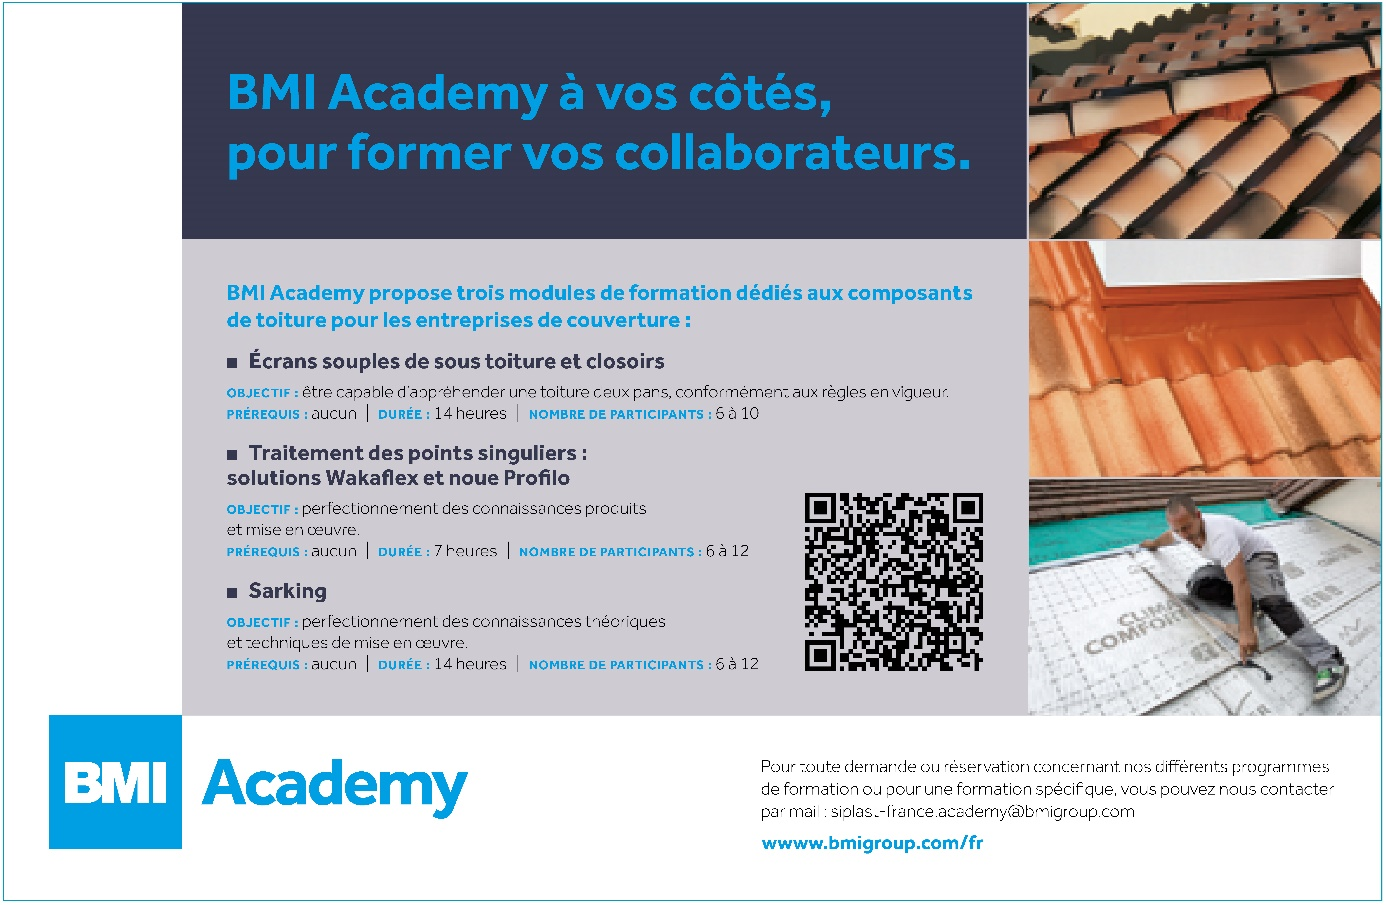 BMI Academy à vos côtés,
pour former vos collaborateurs.
BMI Academy propose trois modules de formation dédiés aux composants
de toiture pour les entreprises de couverture :
■ Écrans souples de sous toiture et closoirs
OBJECTIF : être capable d'appréhender une toiture deux pans, conformément aux règles en vigueur.
PRÉREQUIS : aucun | DURÉE : 14 heures | NOMBRE DE PARTICIPANTS : 6 à 10
■ Traitement des points singuliers :
solutions Wakaflex et noue Profilo
OBJECTIF : perfectionnement des connaissances produits
et mise en œuvre.
PRÉREQUIS : aucun | DURÉE : 7 heures | NOMBRE DE PARTICIPANTS : 6 à 12
■ Sarking
OBJECTIF : perfectionnement des connaissances théoriques
et techniques de mise en œuvre.
PRÉREQUIS : aucun | DURÉE : 14 heures | NOMBRE DE PARTICIPANTS : 6 à 12
CLIMA
COMFORT
BMI Academy
Pour toute demande ou réservation concernant nos différents programmes
de formation ou pour une formation spécifique, vous pouvez nous contacter
par mail : siplast-france.academy@bmigroup.com
wwww.bmigroup.com/fr